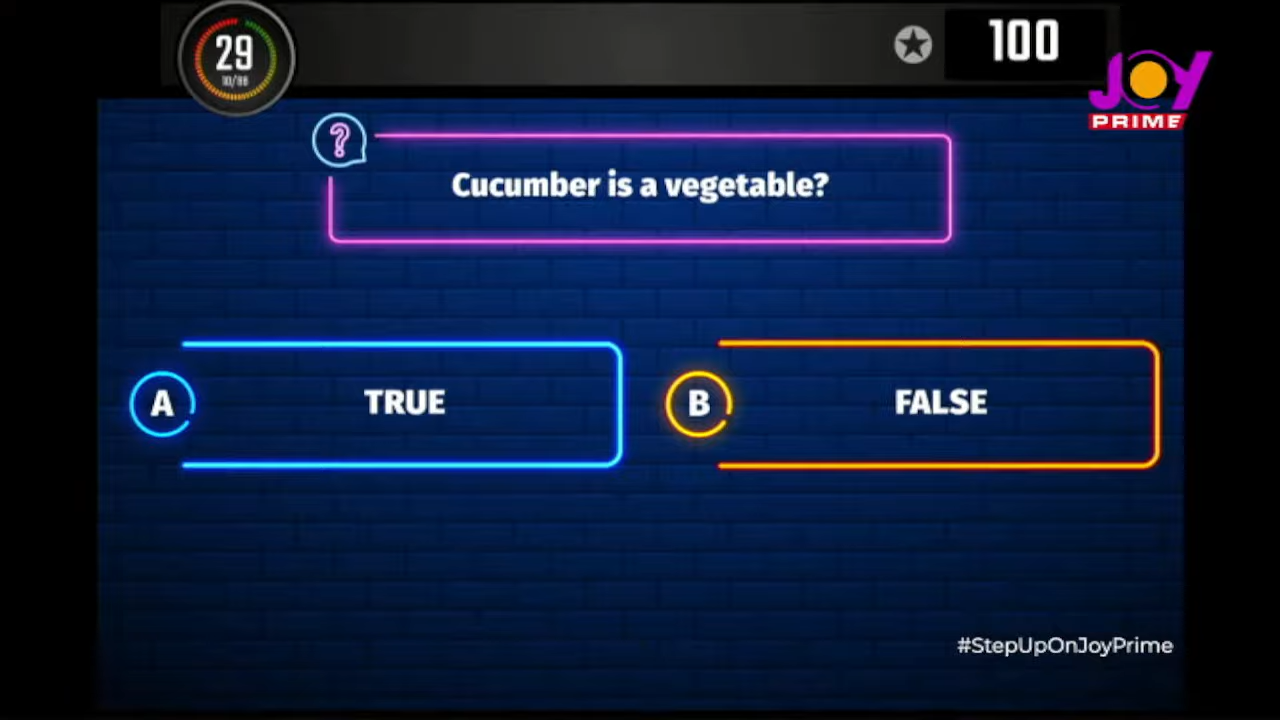 29
100
JOY
PRIME
?
Cucumber is a vegetable?
A
TRUE
B
FALSE
#StepUpOnJoyPrime